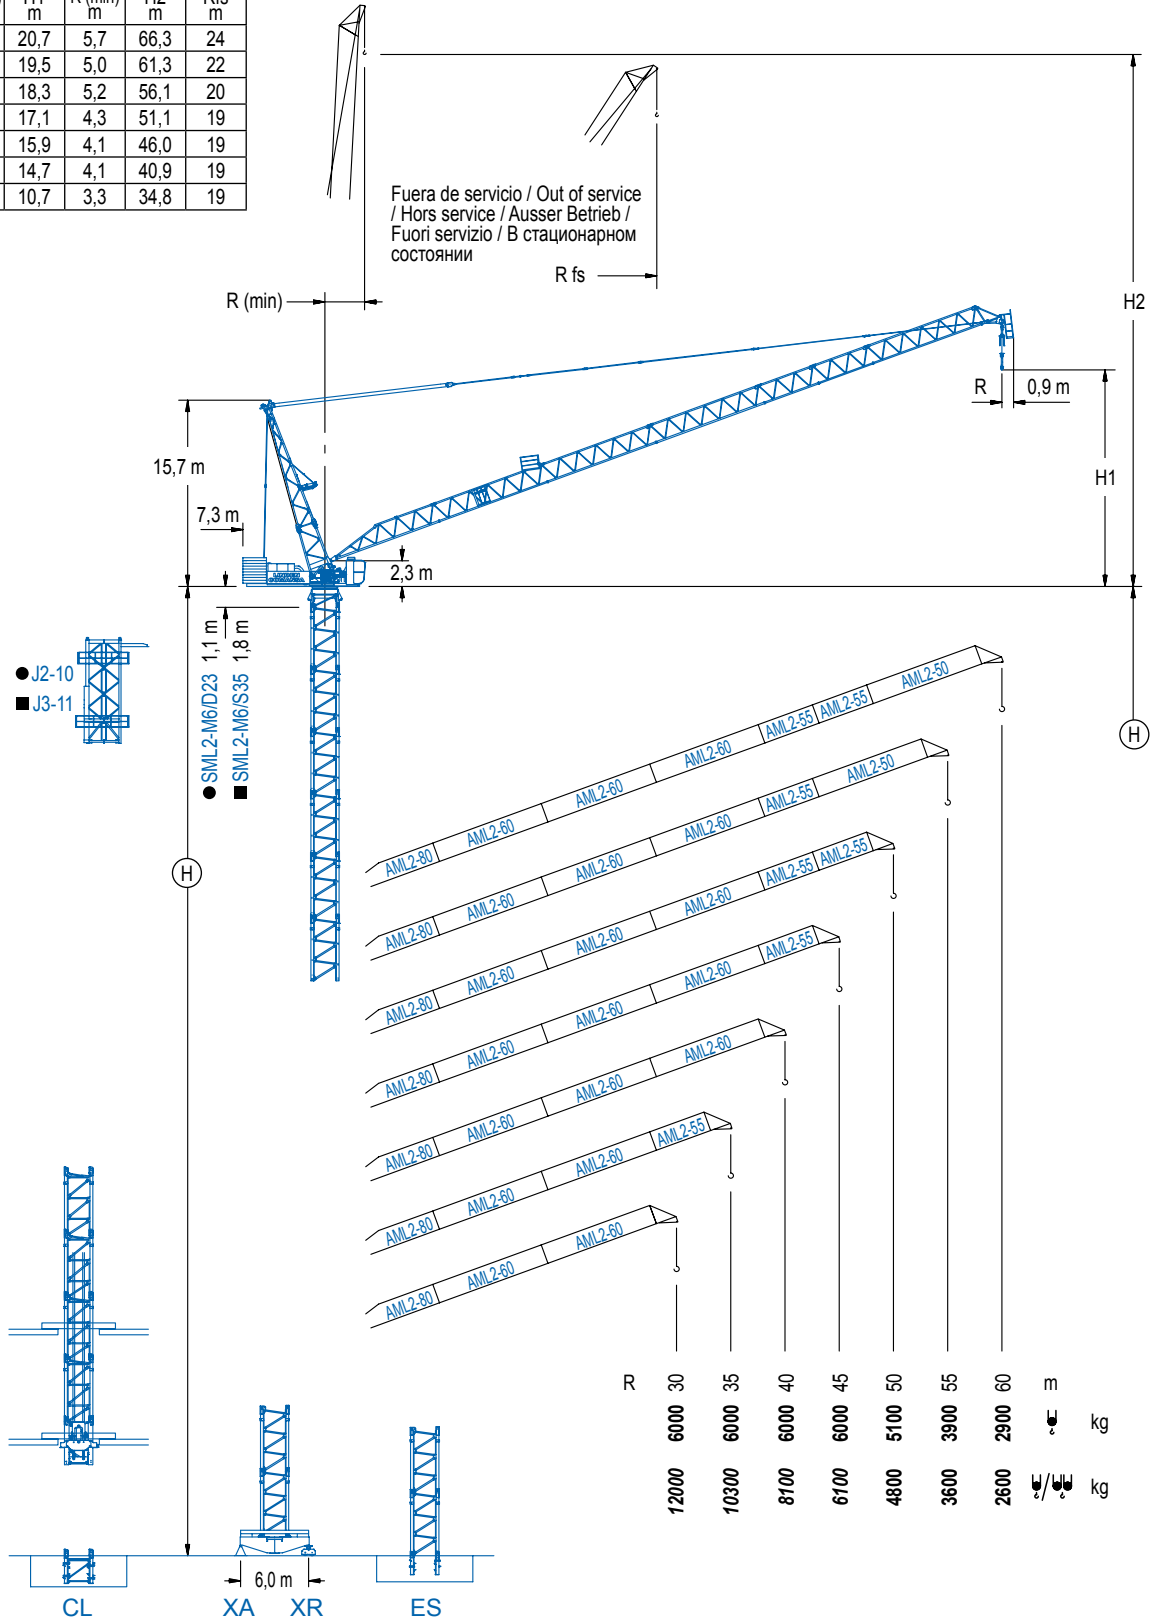 H1 R (min) H2 Rfs
m m m m
20,7 5,7 66,3 24
19,5 5,0 61,3 22
18,3 5,2 56,1 20
17,1 4,3 51,1 19
15,9 4,1 46,0 19
14,7 4,1 40,9 19
10,7 3,3 34,8 19
Fuera de servicio / Out of service
/ Hors service / Ausser Betrieb /
Fuori servizio / В стационарном
состоянии
R fs
R (min)
H2
R 0,9 m
15,7 m
H1
7,3 m
2,3 m
LINDEN
COMANSA
J2-10
J3-11
SML2-M6/D23 1,1 m
SML2-M6/S35 1,8 m
H
H
AML2-80 AML2-60 AML2-60 AML2-60 AML2-55 AML2-55 AML2-50
AML2-80 AML2-60 AML2-60 AML2-60 AML2-55 AML2-50
AML2-80 AML2-60 AML2-60 AML2-60 AML2-55 AML2-55
AML2-80 AML2-60 AML2-60 AML2-60 AML2-55
AML2-80 AML2-60 AML2-60 AML2-60
AML2-80 AML2-60 AML2-60 AML2-55
AML2-80 AML2-60 AML2-60
R 30 35 40 45 50 55 60 m
6000 6000 6000 6000 5100 3900 2900 kg
12000 10300 8100 6100 4800 3600 2600 / kg
6,0 m
CL XA XR ES